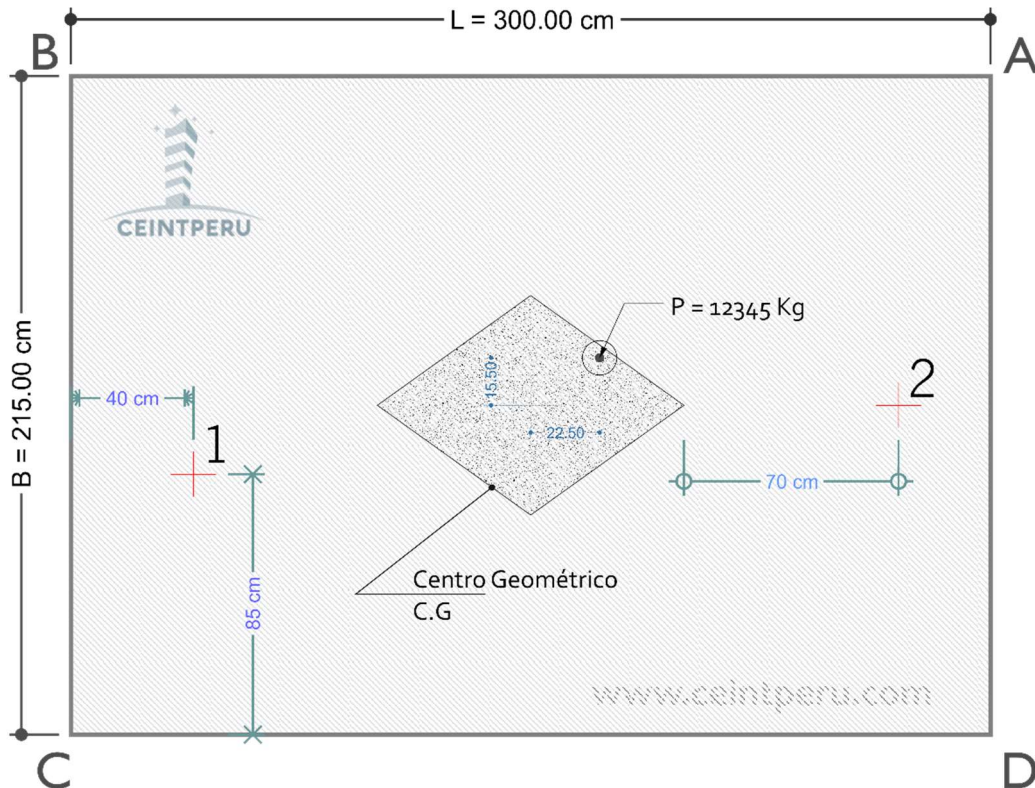 L = 300.00 cm
B
A
CEINTPERU
P = 12345 Kg
15.50
2
40 cm
1
22.50
B = 215.00 cm
70 cm
Centro Geométrico
C.G
85 cm
www.ceintperu.com
C
D